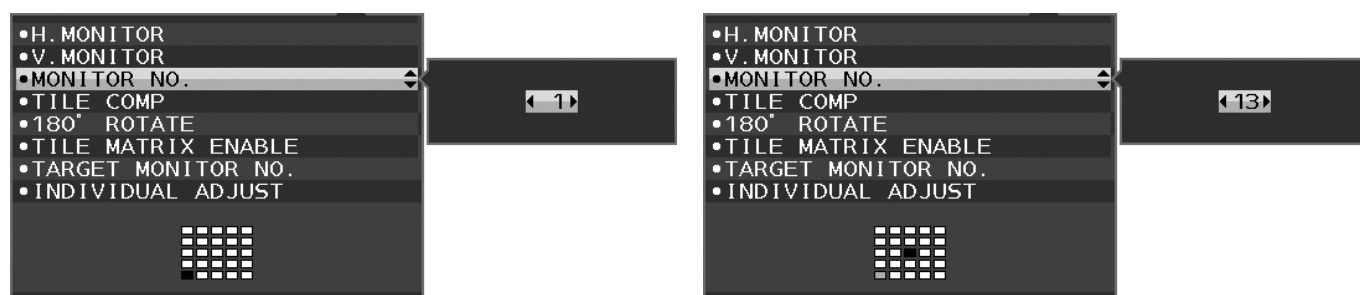 •H.MONITOR
•V.MONITOR
•MONITOR NO.
•TILE COMP
•180° ROTATE
•TILE MATRIX ENABLE
•TARGET MONITOR NO.
•INDIVIDUAL ADJUST
1
•H.MONITOR
•V.MONITOR
•MONITOR NO.
•TILE COMP
•180° ROTATE
•TILE MATRIX ENABLE
•TARGET MONITOR NO.
•INDIVIDUAL ADJUST
13